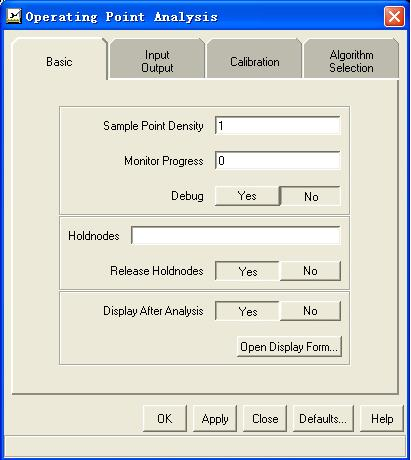 Operating Point Analysis
Basic
Input
Output
Calibration
Algorithm
Selection
Sample Point Density 1
Monitor Progress 0
Debug Yes No
Holdnodes
Release Holdnodes Yes No
Display After Analysis Yes No
Open Display Form...
OK Apply Close Defaults... Help